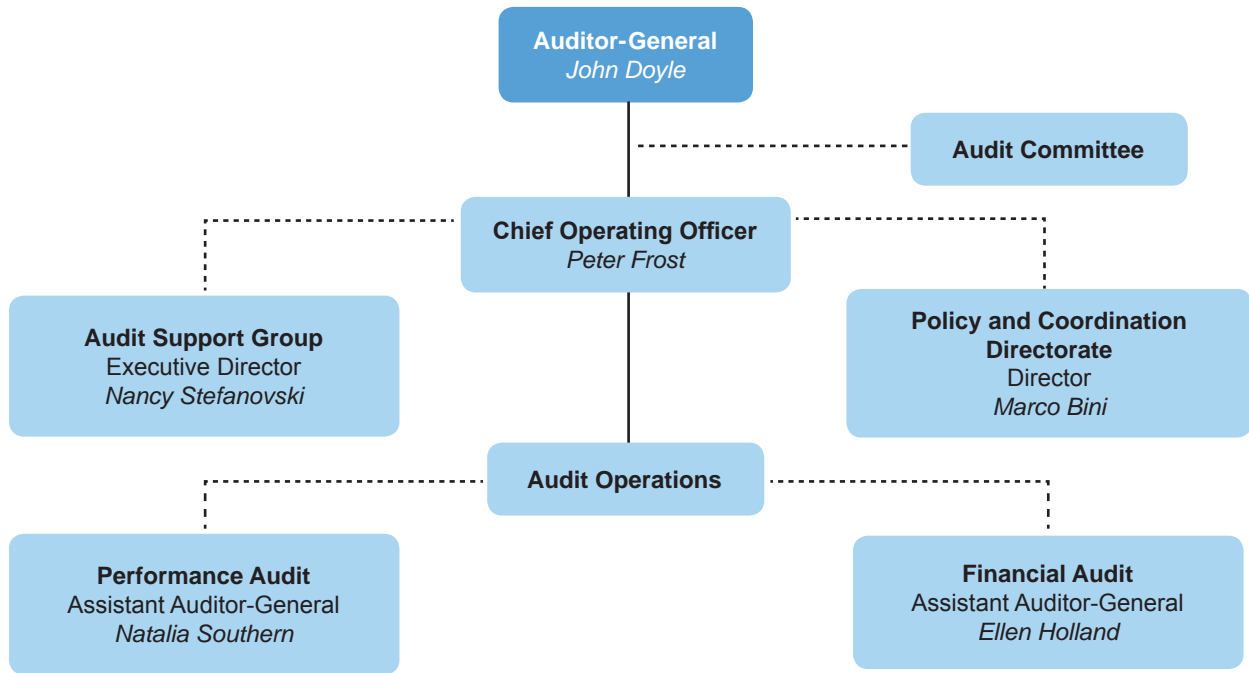 Auditor-General
John Doyle
Audit Committee
Chief Operating Officer
Peter Frost
Audit Support Group
Executive Director
Nancy Stefanovski
Policy and Coordination
Directorate
Director
Marco Bini
Audit Operations
Performance Audit
Assistant Auditor-General
Natalia Southern
Financial Audit
Assistant Auditor-General
Ellen Holland